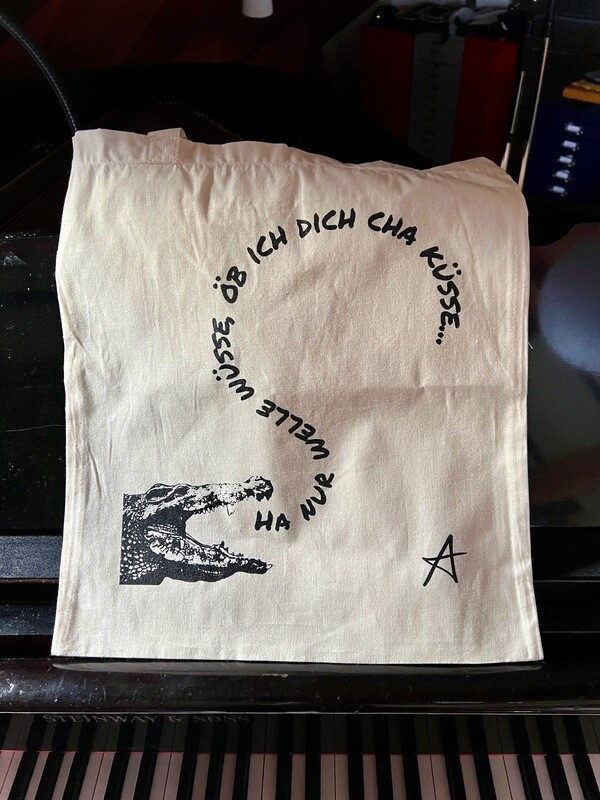 HA NUR WELLE WÜSSE, ÖB ICH DICH CHA KÜSSE...
STEINWAY & SONS